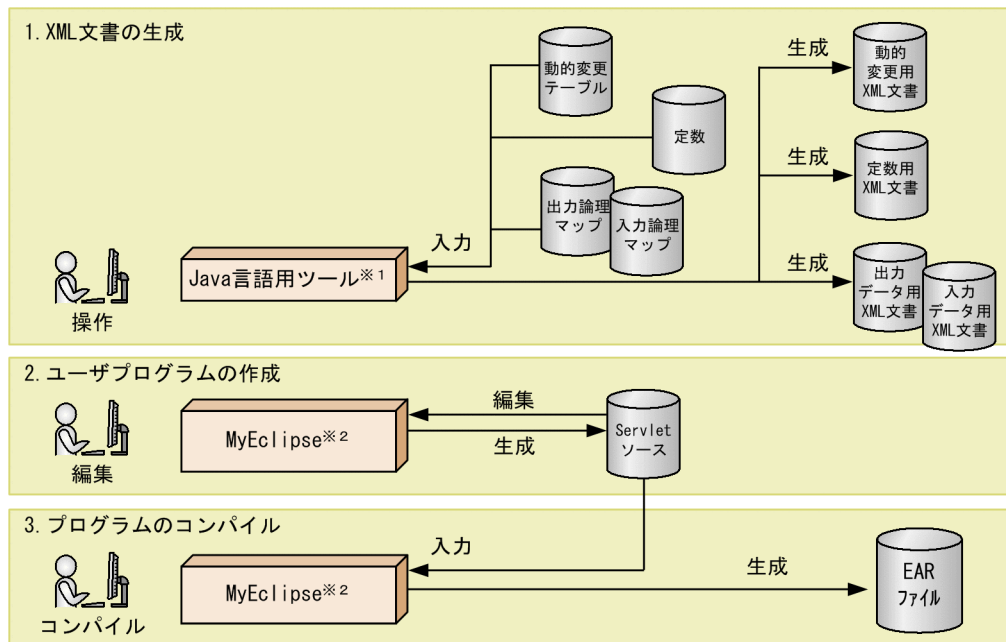 1. XML文書の生成
動的変更
テーブル
定数
出力論理
マップ
入力論理
マップ
入力
Java言語用ツール※1
操作
生成
動的
変更用
XML文書
生成
定数用
XML文書
生成
出力
データ用
XML文書
入力
データ用
XML文書
2. ユーザプログラムの作成
編集
MyEclipse※2
編集
生成
Servlet
ソース
3. プログラムのコンパイル
コンパイル
入力
MyEclipse※2
生成
EAR
ファイル